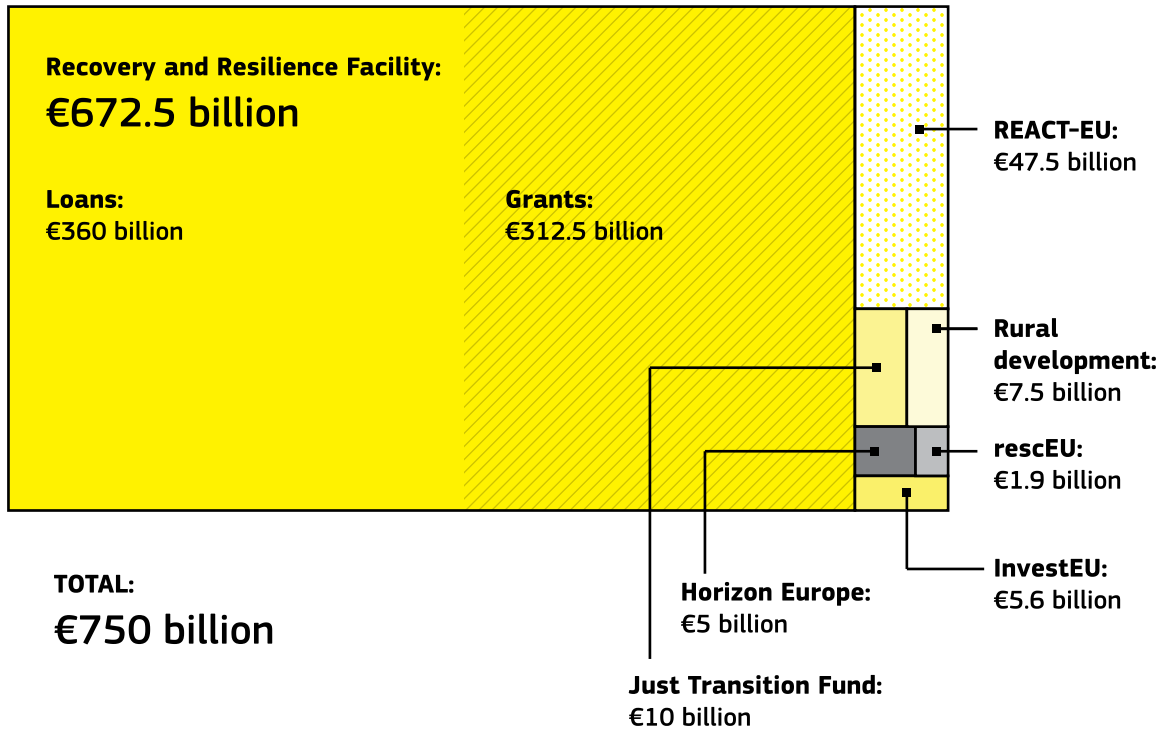 Recovery and Resilience Facility:
€672.5 billion
Loans:
€360 billion
Grants:
€312.5 billion
REACT-EU:
€47.5 billion
Rural
development:
€7.5 billion
rescEU:
€1.9 billion
InvestEU:
€5.6 billion
Horizon Europe:
€5 billion
Just Transition Fund:
€10 billion
TOTAL:
€750 billion